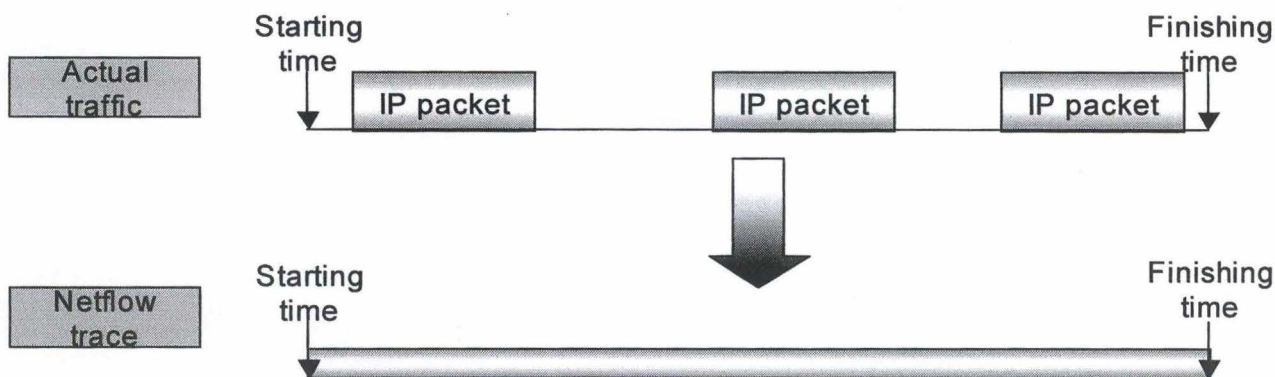 Starting
time
Finishing
time
Actual
traffic
IP packet
IP packet
IP packet
Starting
time
Finishing
time
Netflow
trace